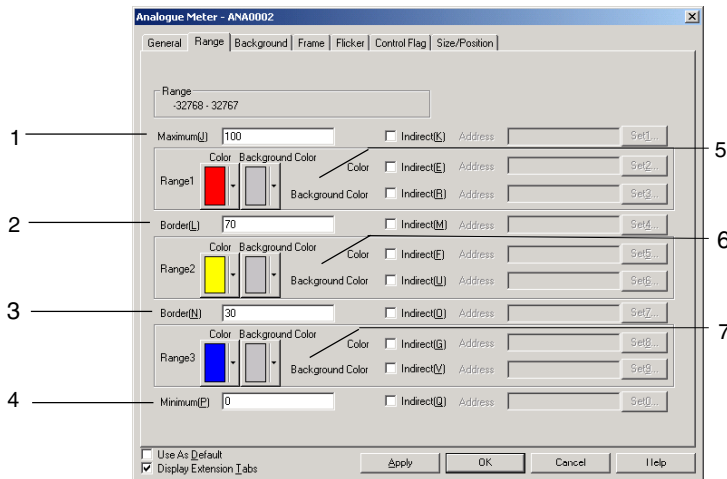 Analogue Meter - ANA0002
General Range Background Frame Flicker Control Flag Size/Position
Range
-32768 - 32767
1 Maximum(J) 100 Indirect(K) Address Set1...
5
Color Background Color
Range1 Color Indirect(E) Address Set2...
Background Color Indirect(R) Address Set3...
2 Border(L) 70 Indirect(M) Address Set4...
6
Color Background Color
Range2 Color Indirect(F) Address Set5...
Background Color Indirect(U) Address Set6...
3 Border(N) 30 Indirect(O) Address Set7...
7
Color Background Color
Range3 Color Indirect(G) Address Set8...
Background Color Indirect(V) Address Set9...
4 Minimum(P) 0 Indirect(Q) Address Set0...
Use As Default
Display Extension Tabs
Apply OK Cancel Help